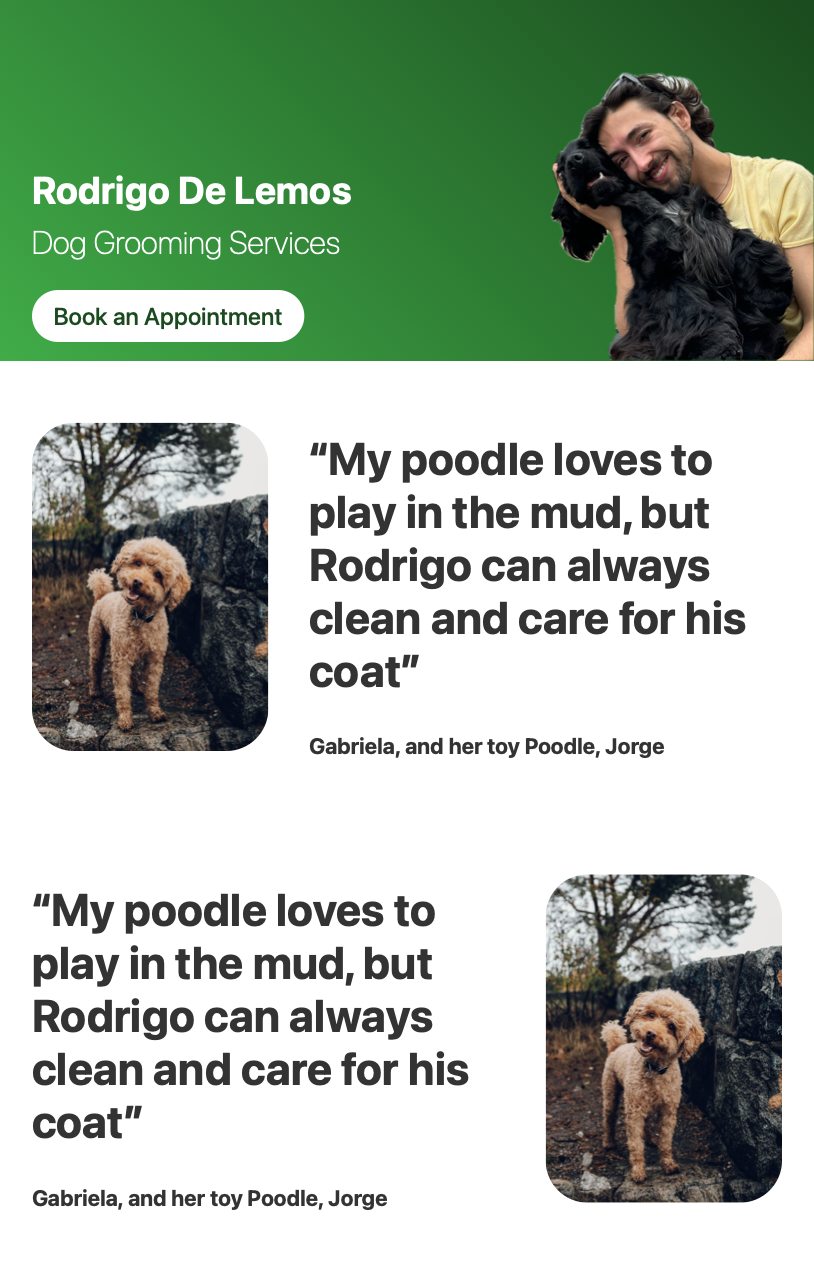 Rodrigo De Lemos
Dog Grooming Services
Book an Appointment
“My poodle loves to
play in the mud, but
Rodrigo can always
clean and care for his
coat”
Gabriela, and her toy Poodle, Jorge
“My poodle loves to
play in the mud, but
Rodrigo can always
clean and care for his
coat”
Gabriela, and her toy Poodle, Jorge